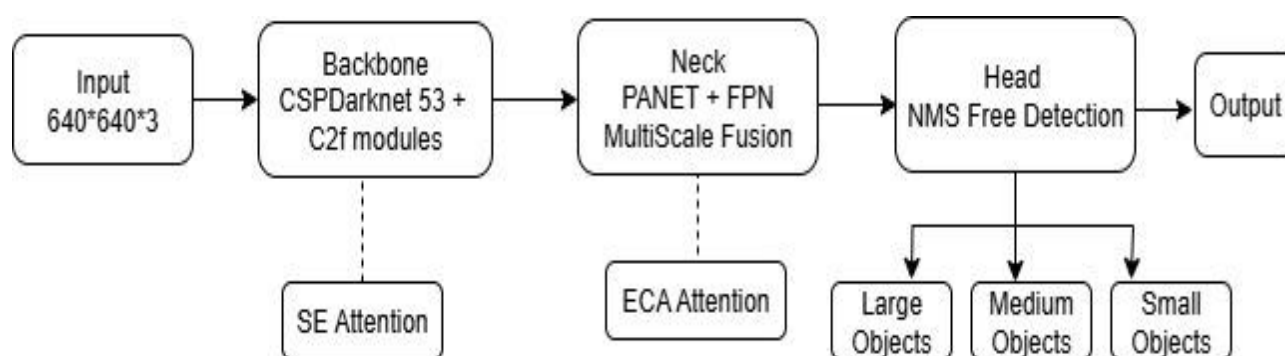 Input
640*640*3
Backbone
CSPDarknet 53 +
C2f modules
Neck
PANET + FPN
MultiScale Fusion
Head
NMS Free Detection
Output
SE Attention
ECA Attention
Large
Objects
Medium
Objects
Small
Objects